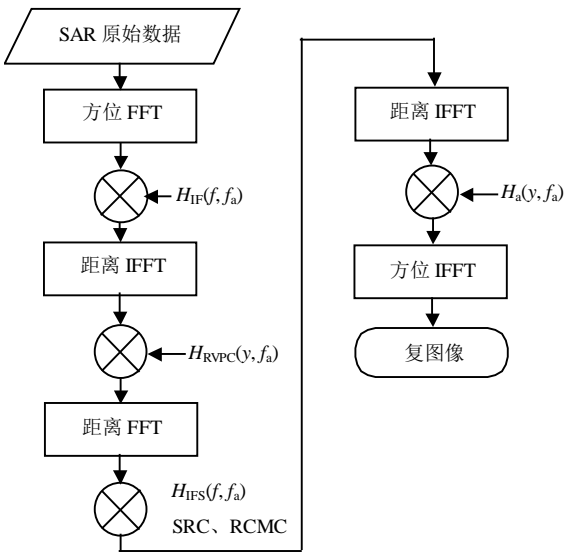 SAR 原始数据
方位 FFT
H_IF(f, f_a)
距离 IFFT
H_RVPC(y, f_a)
距离 FFT
H_IFS(f, f_a)
SRC、RCMC
距离 IFFT
H_a(y, f_a)
方位 IFFT
复图像